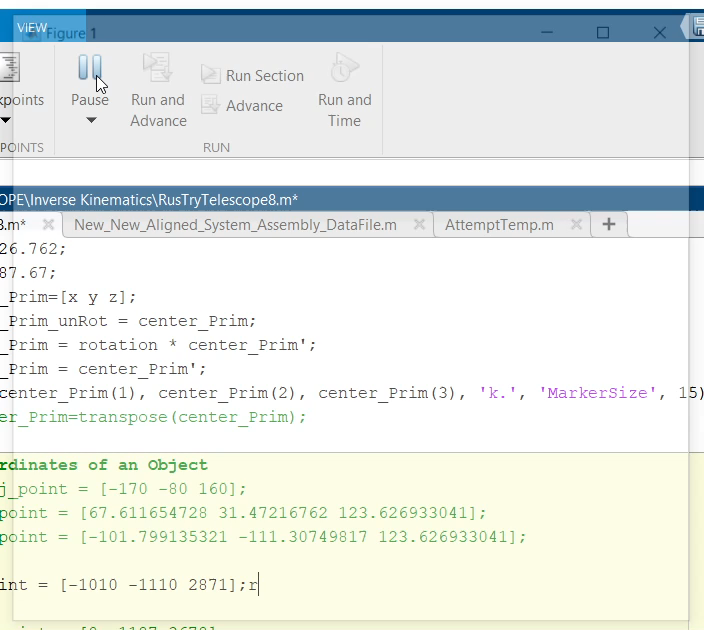 VIEW
Figure 1
kpoints
Pause
Run and
Advance
Run Section
Advance
Run and
Time
POINTS
RUN
OPE\Inverse Kinematics\RusTryTelescope8.m*
8.m*
New_New_Aligned_System_Assembly_DataFile.m
AttemptTemp.m
+
26.762;
87.67;
_Prim=[x y z];
_Prim_unRot = center_Prim;
_Prim = rotation * center_Prim';
_Prim = center_Prim';
center_Prim(1), center_Prim(2), center_Prim(3), 'k.', 'MarkerSize', 15)
er_Prim=transpose(center_Prim);
rdinates of an Object
j_point = [-170 -80 160];
point = [67.611654728 31.47216762 123.626933041];
point = [-101.799135321 -111.30749817 123.626933041];
int = [-1010 -1110 2871];r